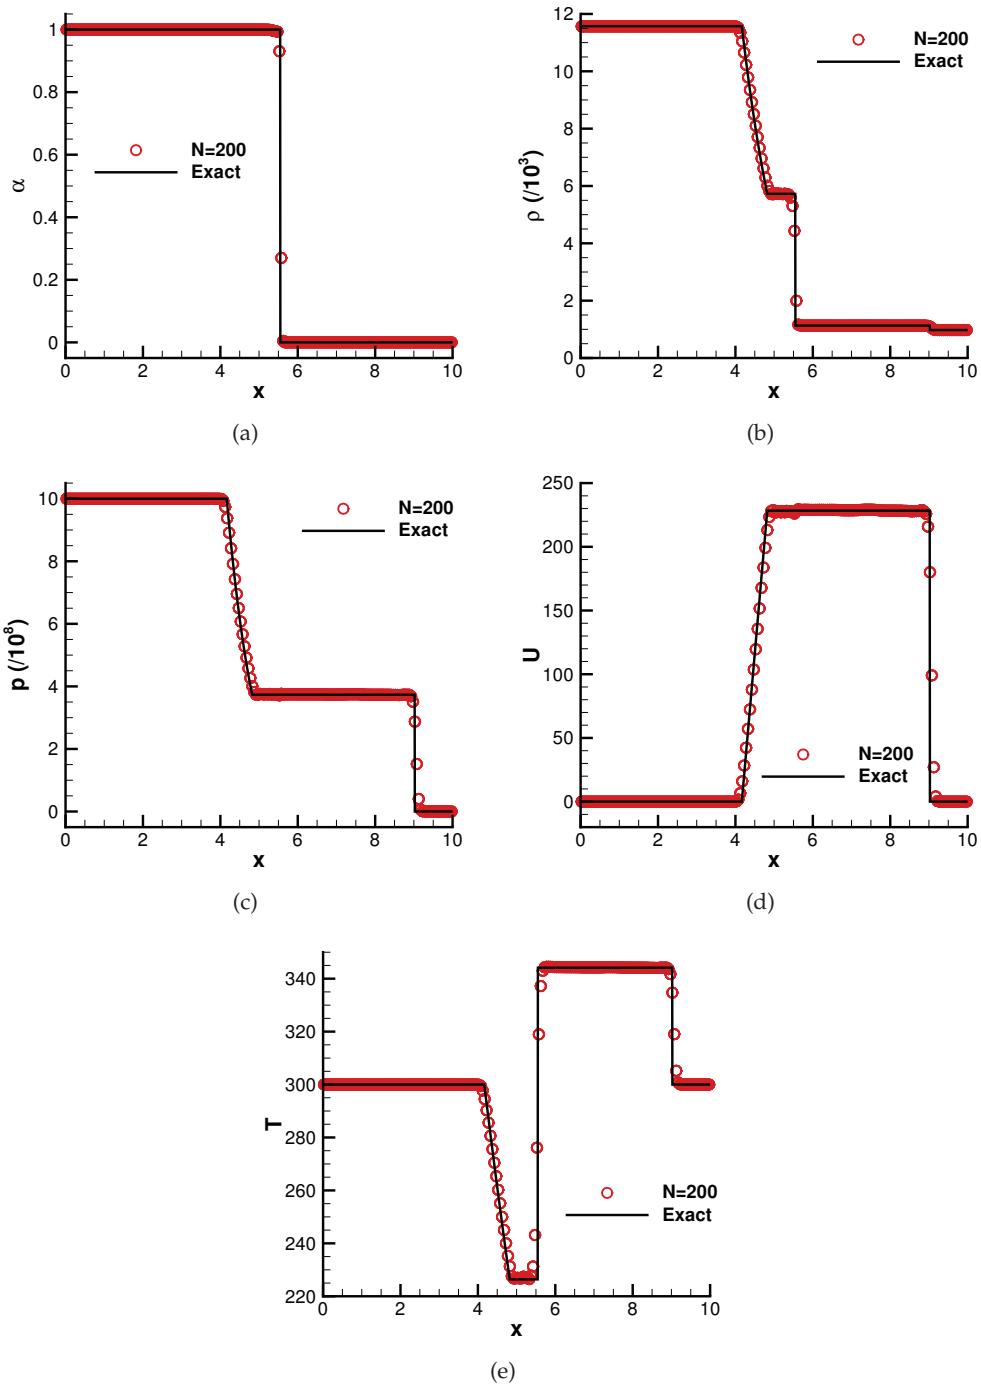 1
0.8
0.6
0.4
0.2
0
α
N=200
Exact
0 2 4 6 8 10
x
(a)
12
10
8
6
4
2
0
ρ (/10³)
N=200
Exact
0 2 4 6 8 10
x
(b)
10
8
6
4
2
0
p (/10⁸)
N=200
Exact
0 2 4 6 8 10
x
(c)
250
200
150
100
50
0
U
N=200
Exact
0 2 4 6 8 10
x
(d)
340
320
300
280
260
240
220
T
N=200
Exact
0 2 4 6 8 10
x
(e)